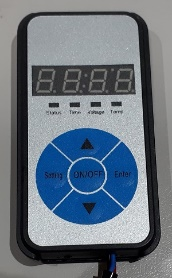 Status Time Voltage Temp
Setting ON/OFF Enter